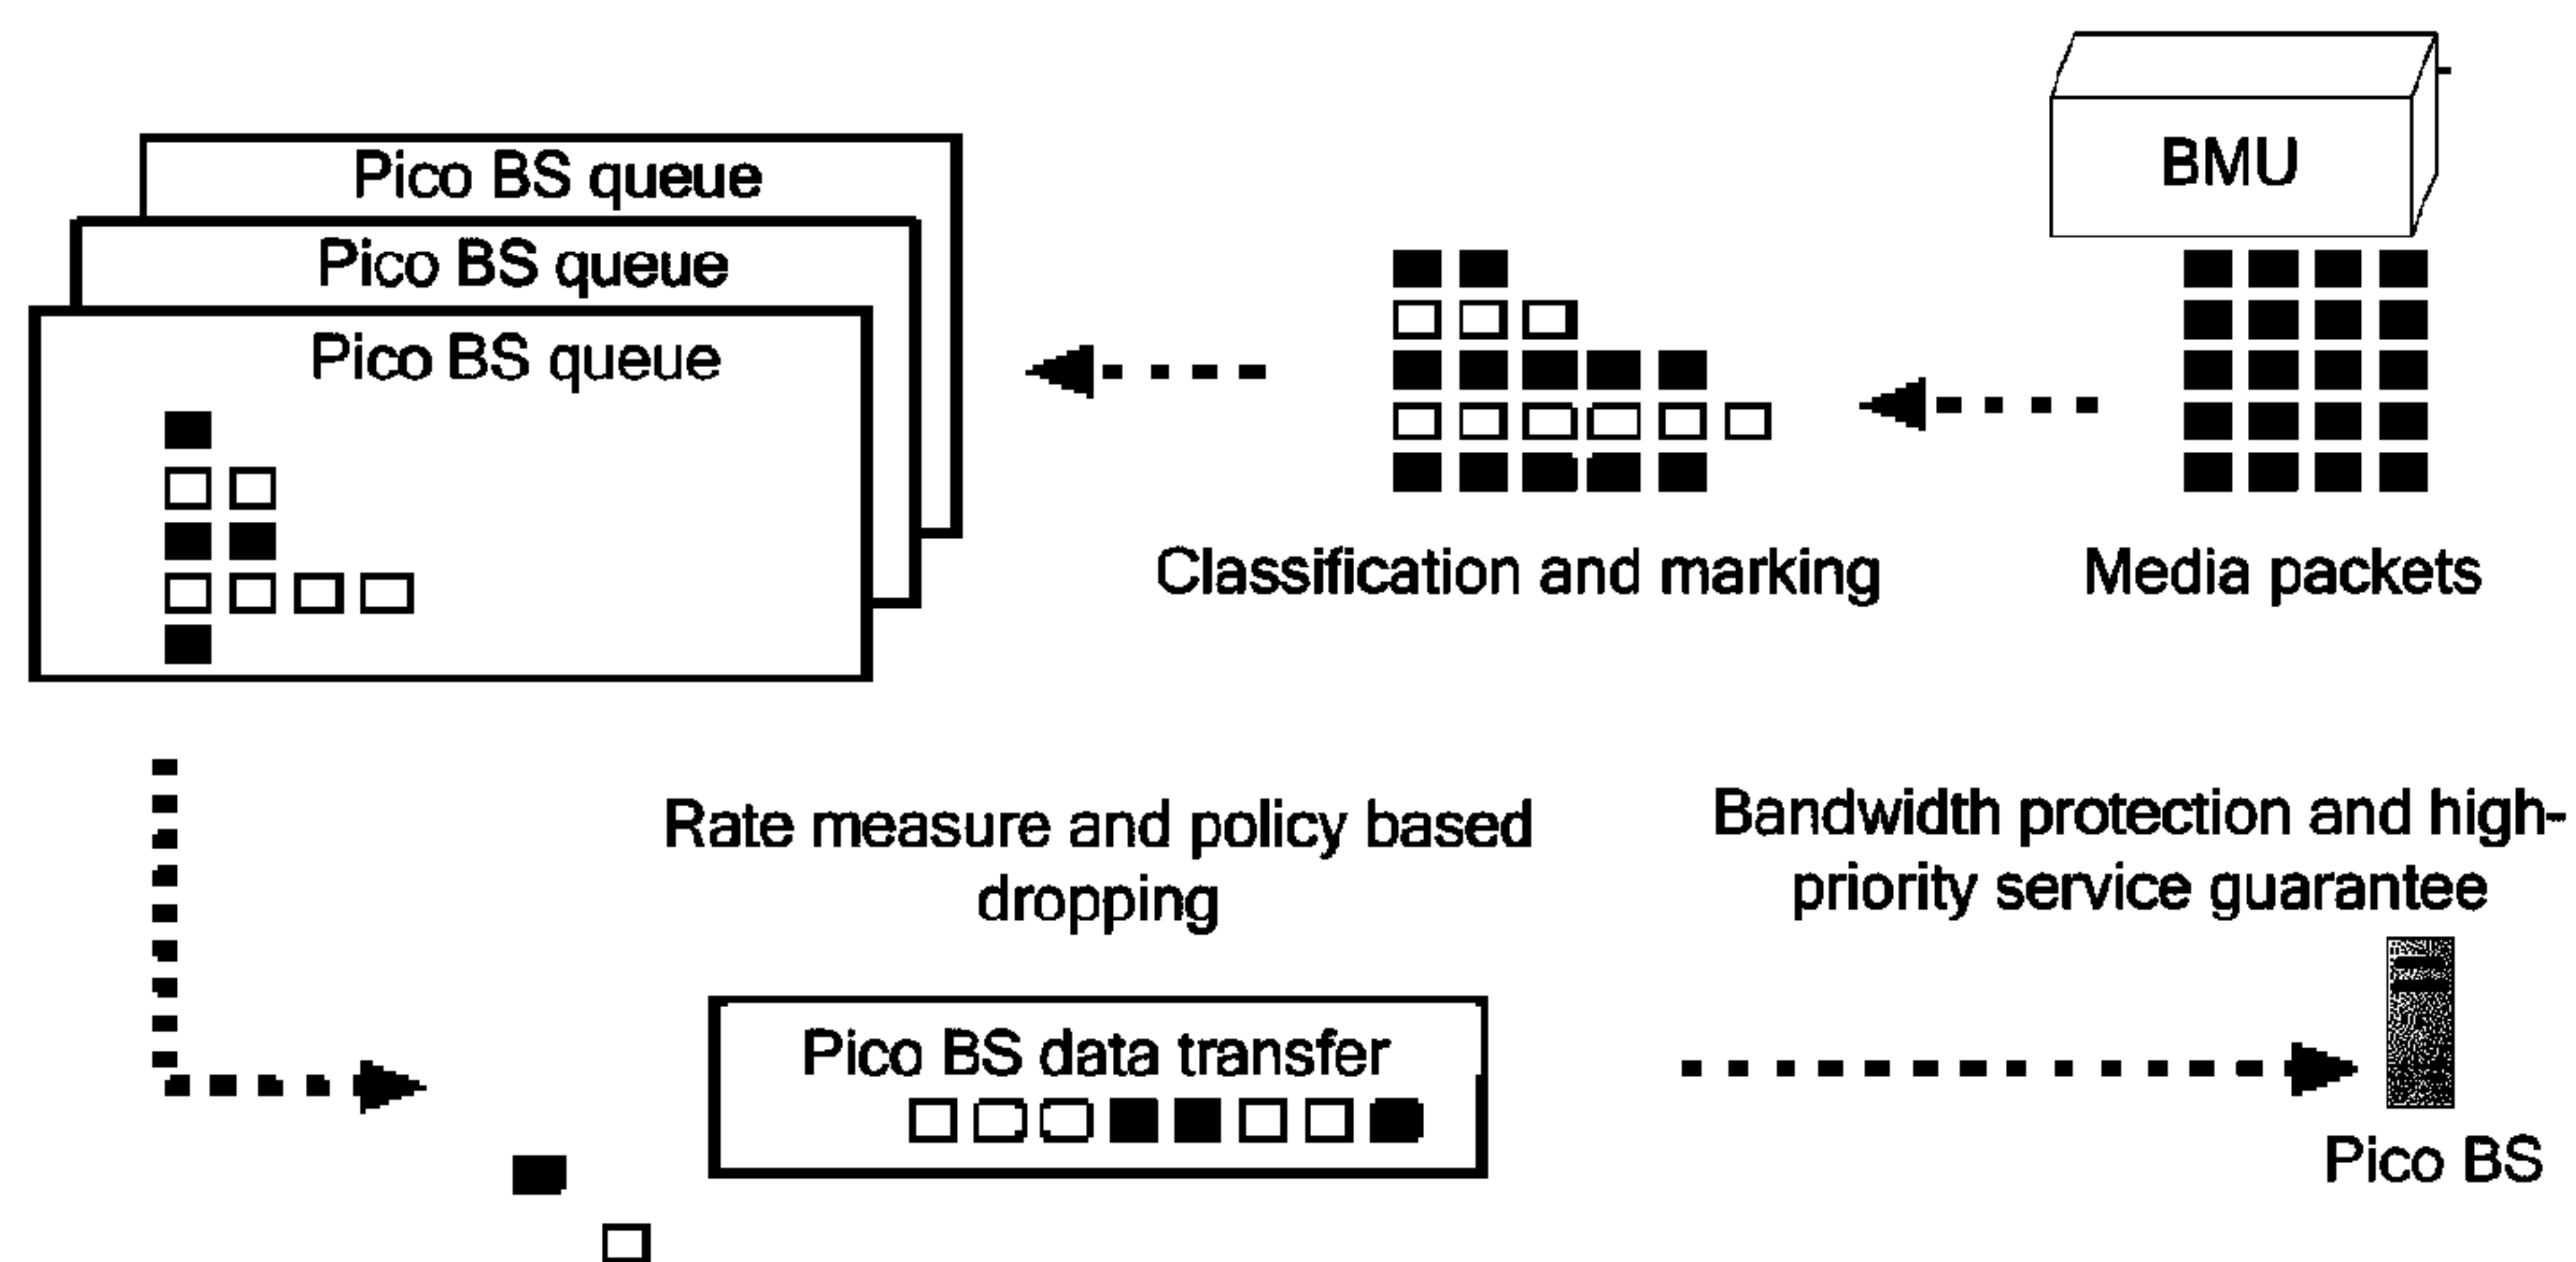 BMU
Pico BS queue
Pico BS queue
Pico BS queue
Classification and marking
Media packets
Rate measure and policy based
dropping
Bandwidth protection and high-
priority service guarantee
Pico BS data transfer
Pico BS